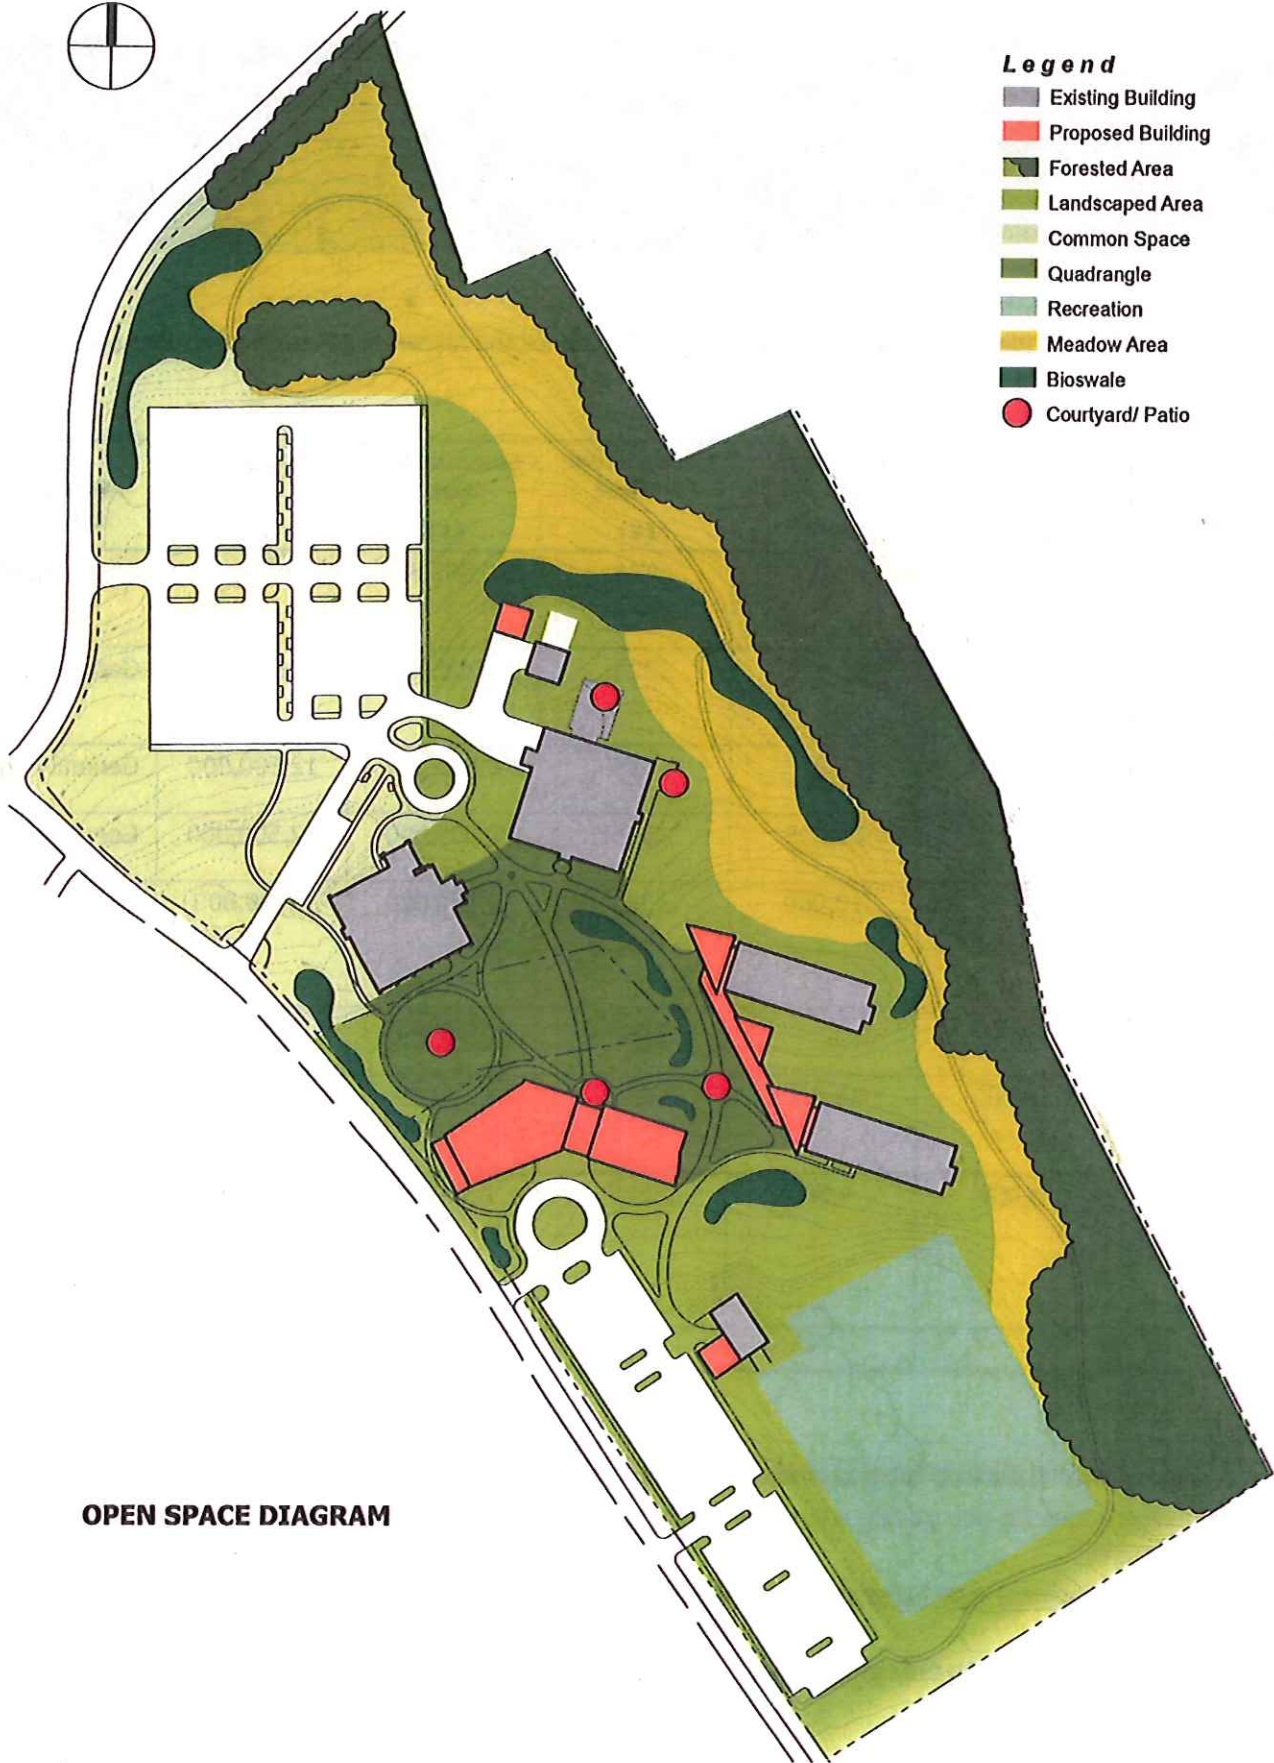 Legend
Existing Building
Proposed Building
Forested Area
Landscaped Area
Common Space
Quadrangle
Recreation
Meadow Area
Bioswale
Courtyard/ Patio
OPEN SPACE DIAGRAM